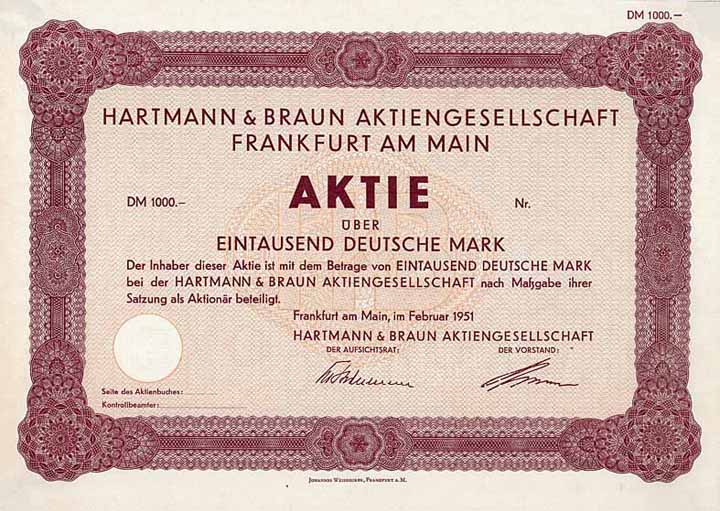 DM 1000.—
HARTMANN & BRAUN AKTIENGESELLSCHAFT
FRANKFURT AM MAIN
AKTIE
DM 1000.— Nr.
ÜBER
EINTAUSEND DEUTSCHE MARK
Der Inhaber dieser Aktie ist mit dem Betrage von EINTAUSEND DEUTSCHE MARK
bei der HARTMANN & BRAUN AKTIENGESELLSCHAFT nach Maßgabe ihrer
Satzung als Aktionär beteiligt.
Frankfurt am Main, im Februar 1951
HARTMANN & BRAUN AKTIENGESELLSCHAFT
DER AUFSICHTSRAT: DER VORSTAND:
Seite des Aktienbuches:
Kontrollbeamter:
JOHANNES WEISBECKER, FRANKFURT A.M.